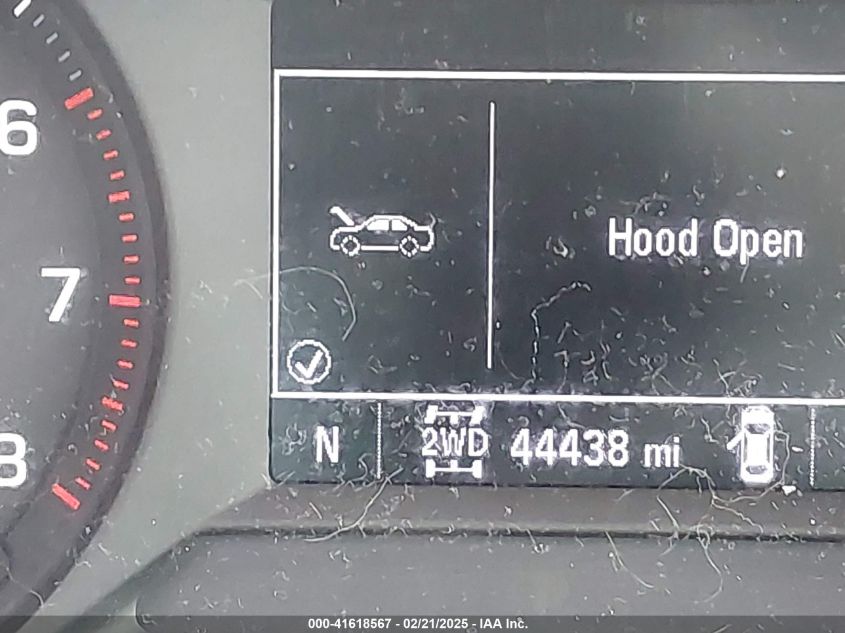 6
7
8
Hood Open
N
2WD
44438 mi
000-41618567 - 02/21/2025 - IAA Inc.